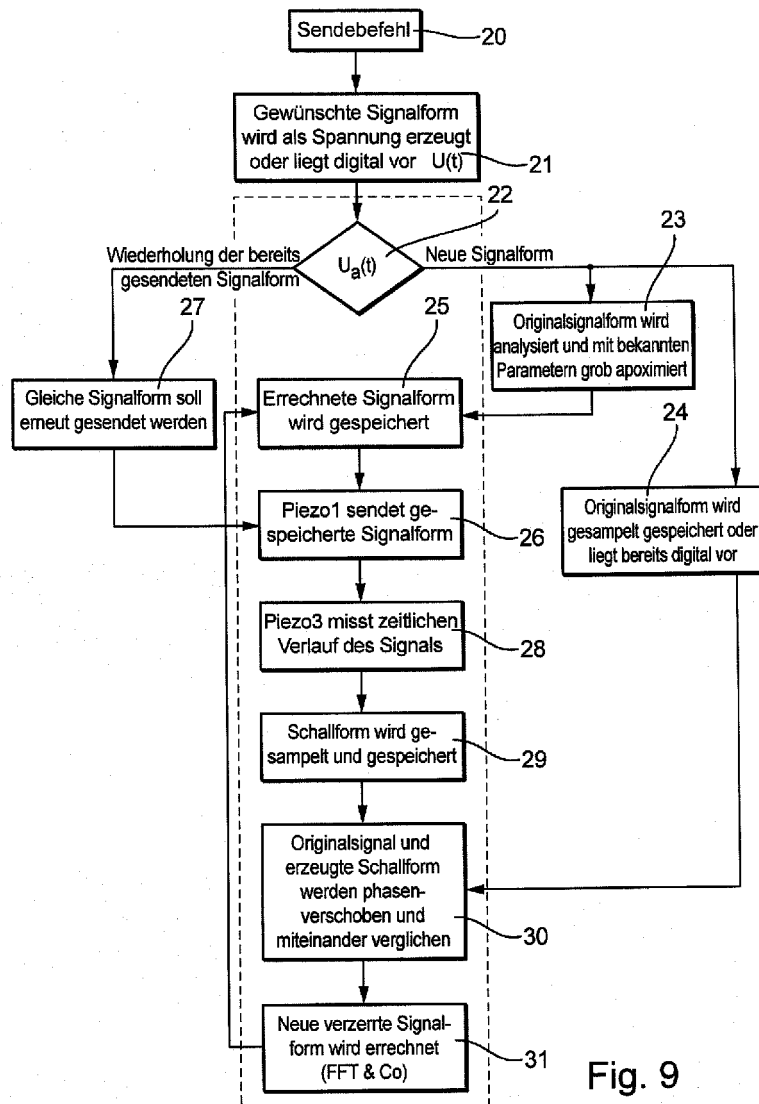 Sendebefehl
20
Gewünschte Signalform
wird als Spannung erzeugt
oder liegt digital vor U(t)
21
22
Wiederholung der bereits
gesendeten Signalform
Ua(t)
Neue Signalform
23
Originalsignalform wird
analysiert und mit bekannten
Parametern grob apoximiert
27
Gleiche Signalform soll
erneut gesendet werden
25
Errechnete Signalform
wird gespeichert
24
Originalsignalform wird
gesampelt gespeichert oder
liegt bereits digital vor
Piezo1 sendet ge-
speicherte Signalform
26
Piezo3 misst zeitlichen
Verlauf des Signals
28
Schallform wird ge-
sampelt und gespeichert
29
Originalsignal und
erzeugte Schallform
werden phasen-
verschoben und
miteinander verglichen
30
Neue verzerrte Signal-
form wird errechnet
(FFT & Co)
31
Fig. 9